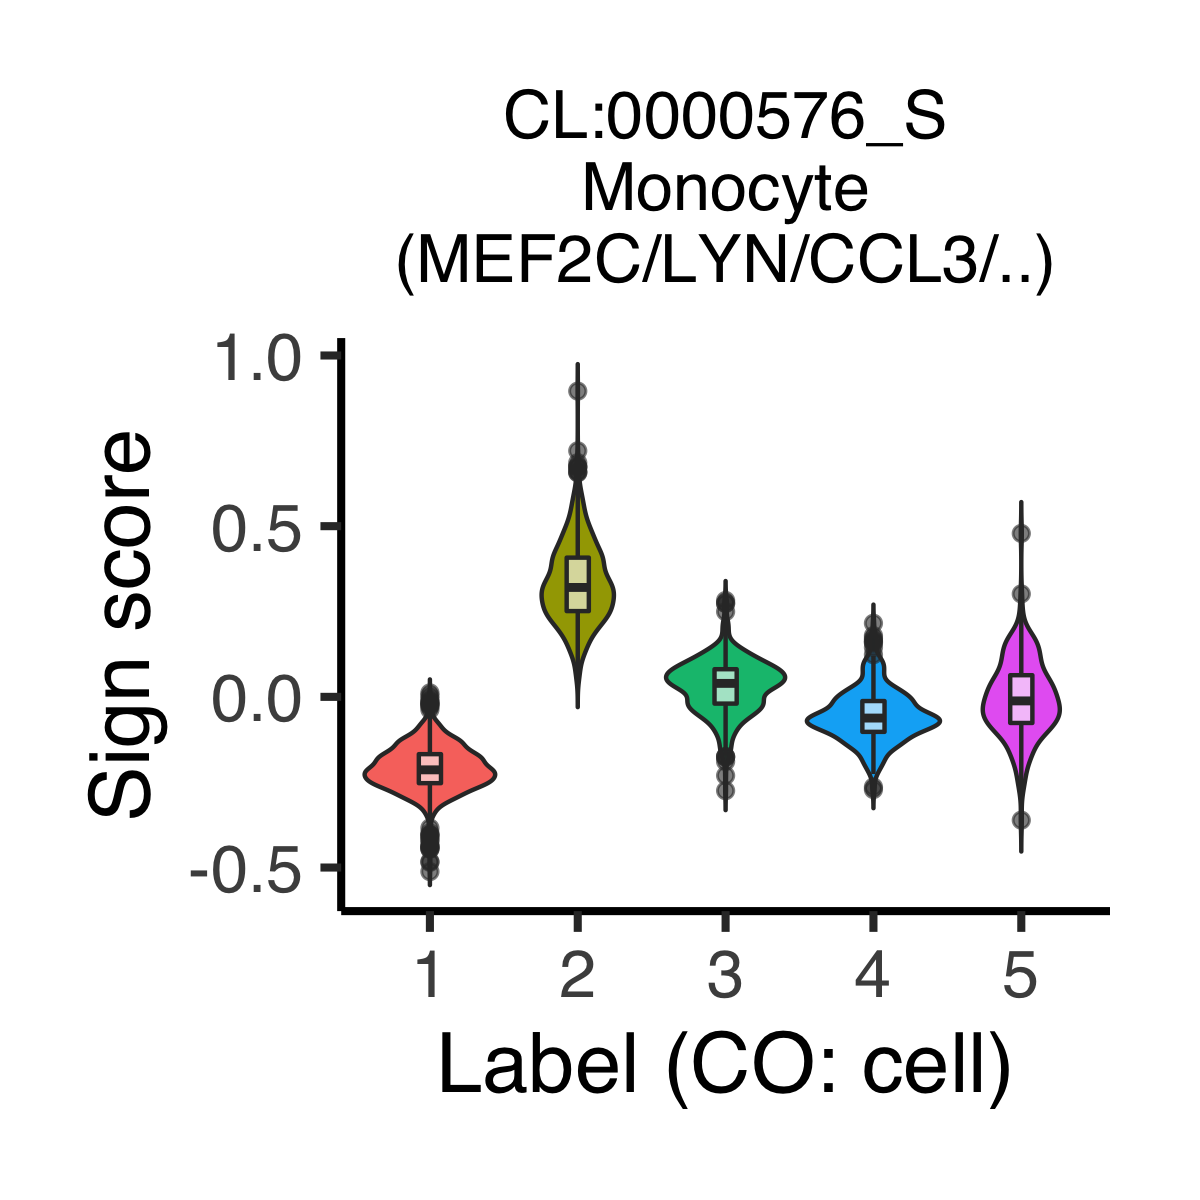 CL:0000576_S
Monocyte
(MEF2C/LYN/CCL3/..)
Sign score
1.0
0.5
0.0
-0.5
1 2 3 4 5
Label (CO: cell)